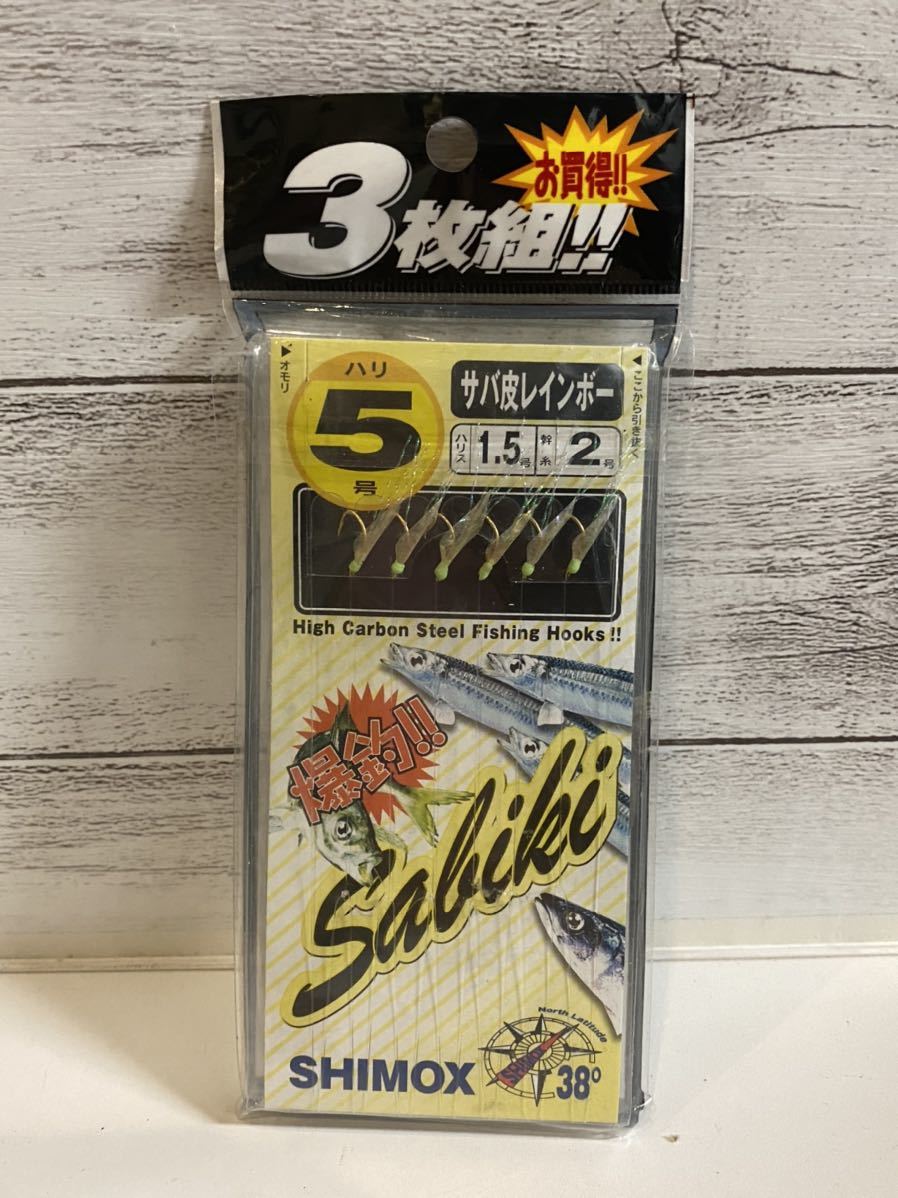 お買得!!
3枚組!!
▶オモリ
ハリ
5
号
サバ皮レインボー
ハリス 1.5号 幹糸 2号
◀ここから引き抜く
High Carbon Steel Fishing Hooks!!
爆釣!!
Sabiki
SHIMOX
North Latitude
38°